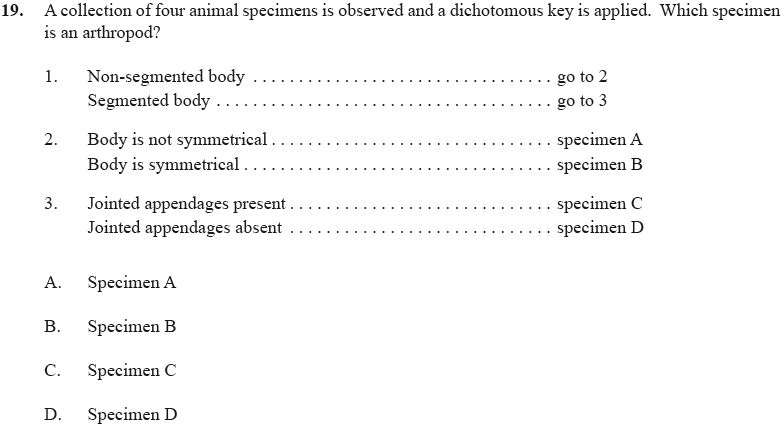 19. A collection of four animal specimens is observed and a dichotomous key is applied. Which specimen
is an arthropod?
1. Non-segmented body . . . . . . . . . . . . . . . . . . . . . . . . . . . . . . . . . go to 2
Segmented body . . . . . . . . . . . . . . . . . . . . . . . . . . . . . . . . . . . . . go to 3
2. Body is not symmetrical . . . . . . . . . . . . . . . . . . . . . . . . . . . . . . . specimen A
Body is symmetrical . . . . . . . . . . . . . . . . . . . . . . . . . . . . . . . . . . specimen B
3. Jointed appendages present . . . . . . . . . . . . . . . . . . . . . . . . . . . . . specimen C
Jointed appendages absent . . . . . . . . . . . . . . . . . . . . . . . . . . . . . specimen D
A. Specimen A
B. Specimen B
C. Specimen C
D. Specimen D